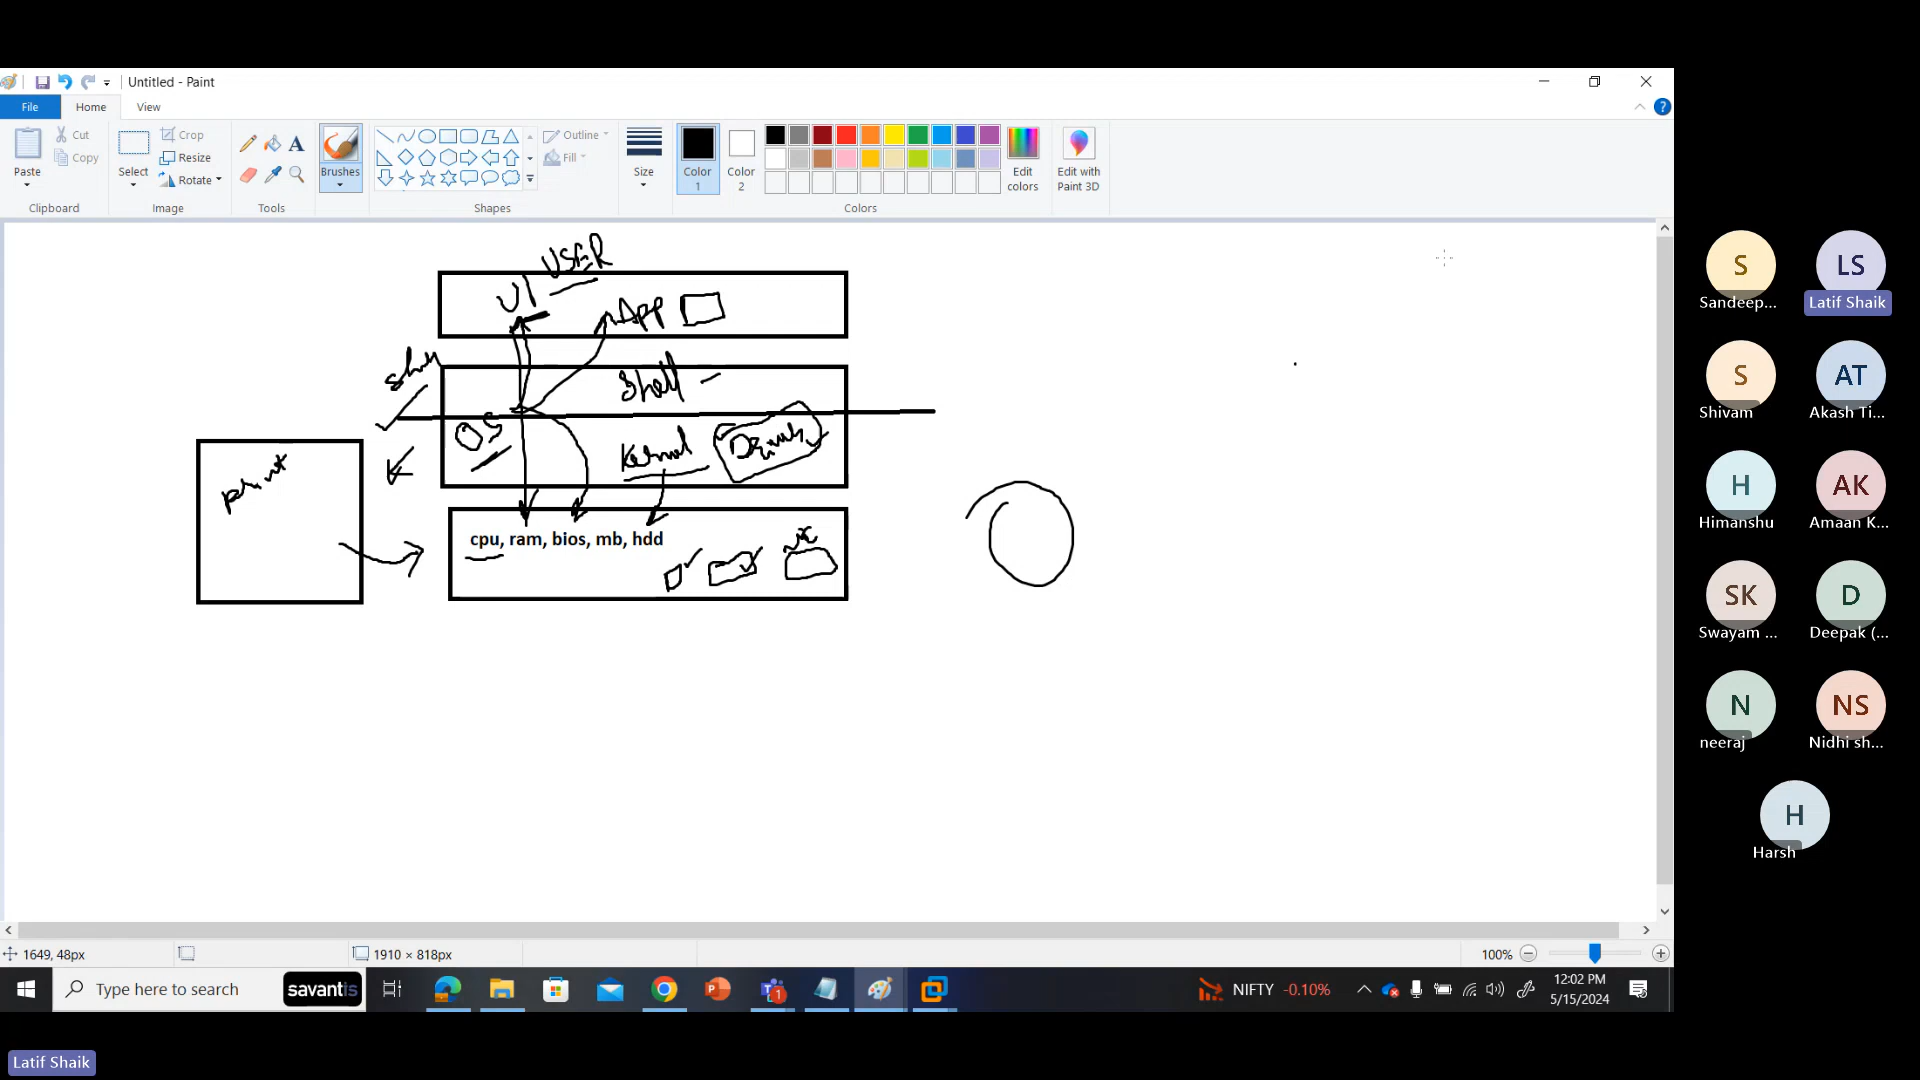 Untitled - Paint
File
Home
View
Paste
Cut
Copy
Clipboard
Select
Crop
Resize
Rotate
Image
Tools
Brushes
Shapes
Outline
Fill
Size
Color
1
Color
2
Edit
colors
Edit with
Paint 3D
Colors
USER
UI
App
Shell
OS
Kernel
print
cpu, ram, bios, mb, hdd
S
Sandeep...
LS
Latif Shaik
S
Shivam
AT
Akash Ti...
H
Himanshu
AK
Amaan K...
SK
Swayam ...
D
Deepak (...
N
neeraj
NS
Nidhi sh...
H
Harsh
1649, 48px
1910 × 818px
100%
Type here to search
savantis
NIFTY -0.10%
12:02 PM
5/15/2024
Latif Shaik